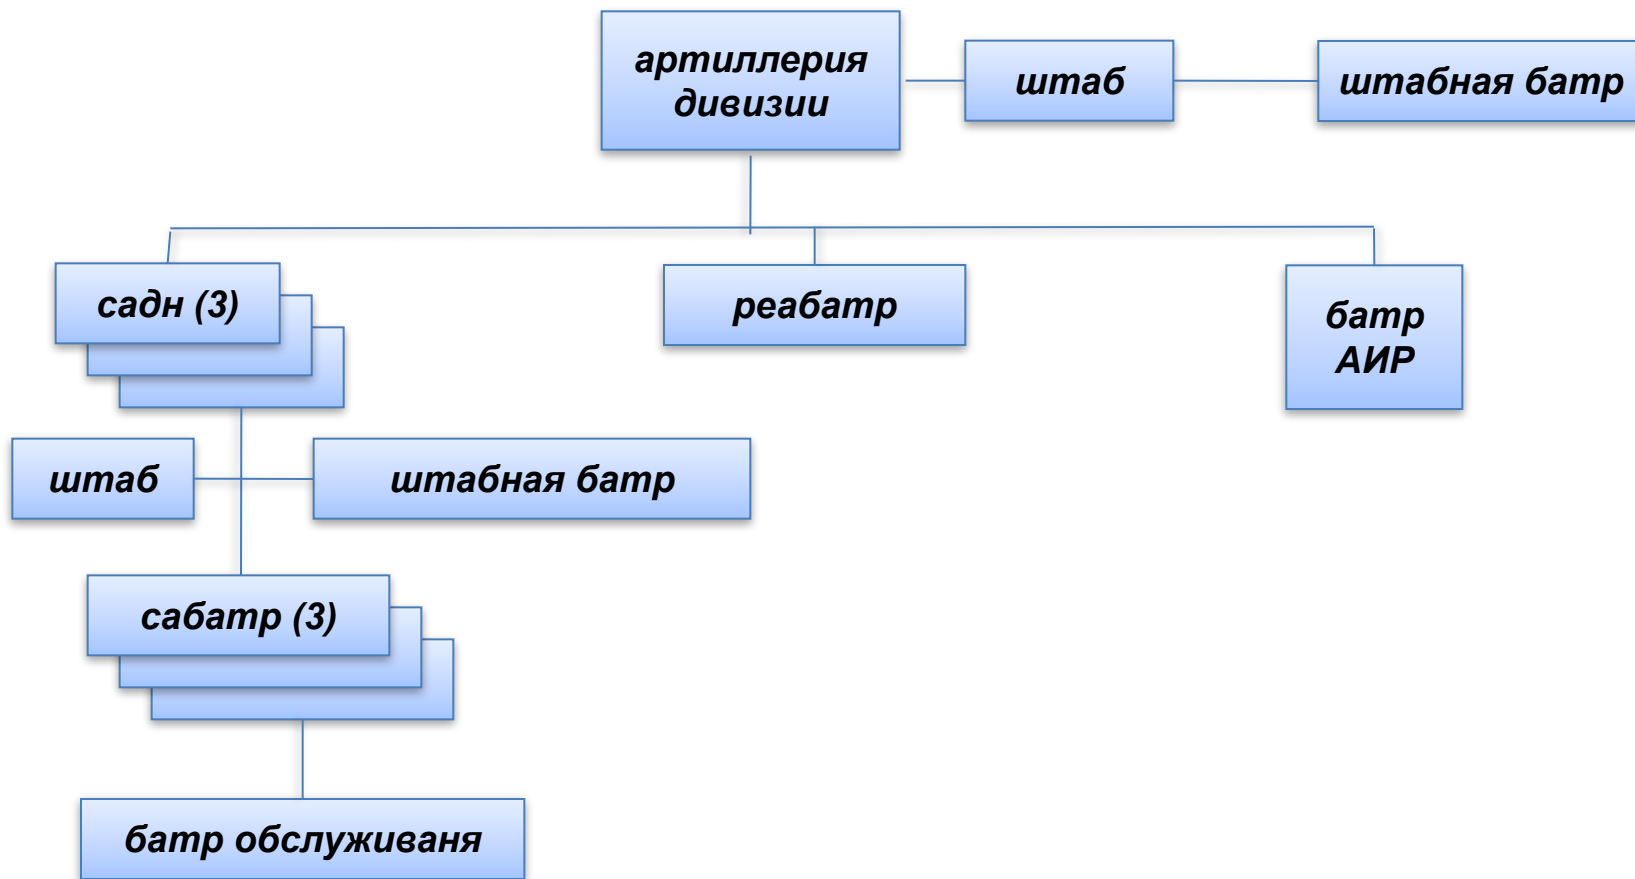 артиллерия
дивизии
штаб
штабная батр
садн (3)
реабатр
батр
АИР
штаб
штабная батр
сабатр (3)
батр обслуживаня